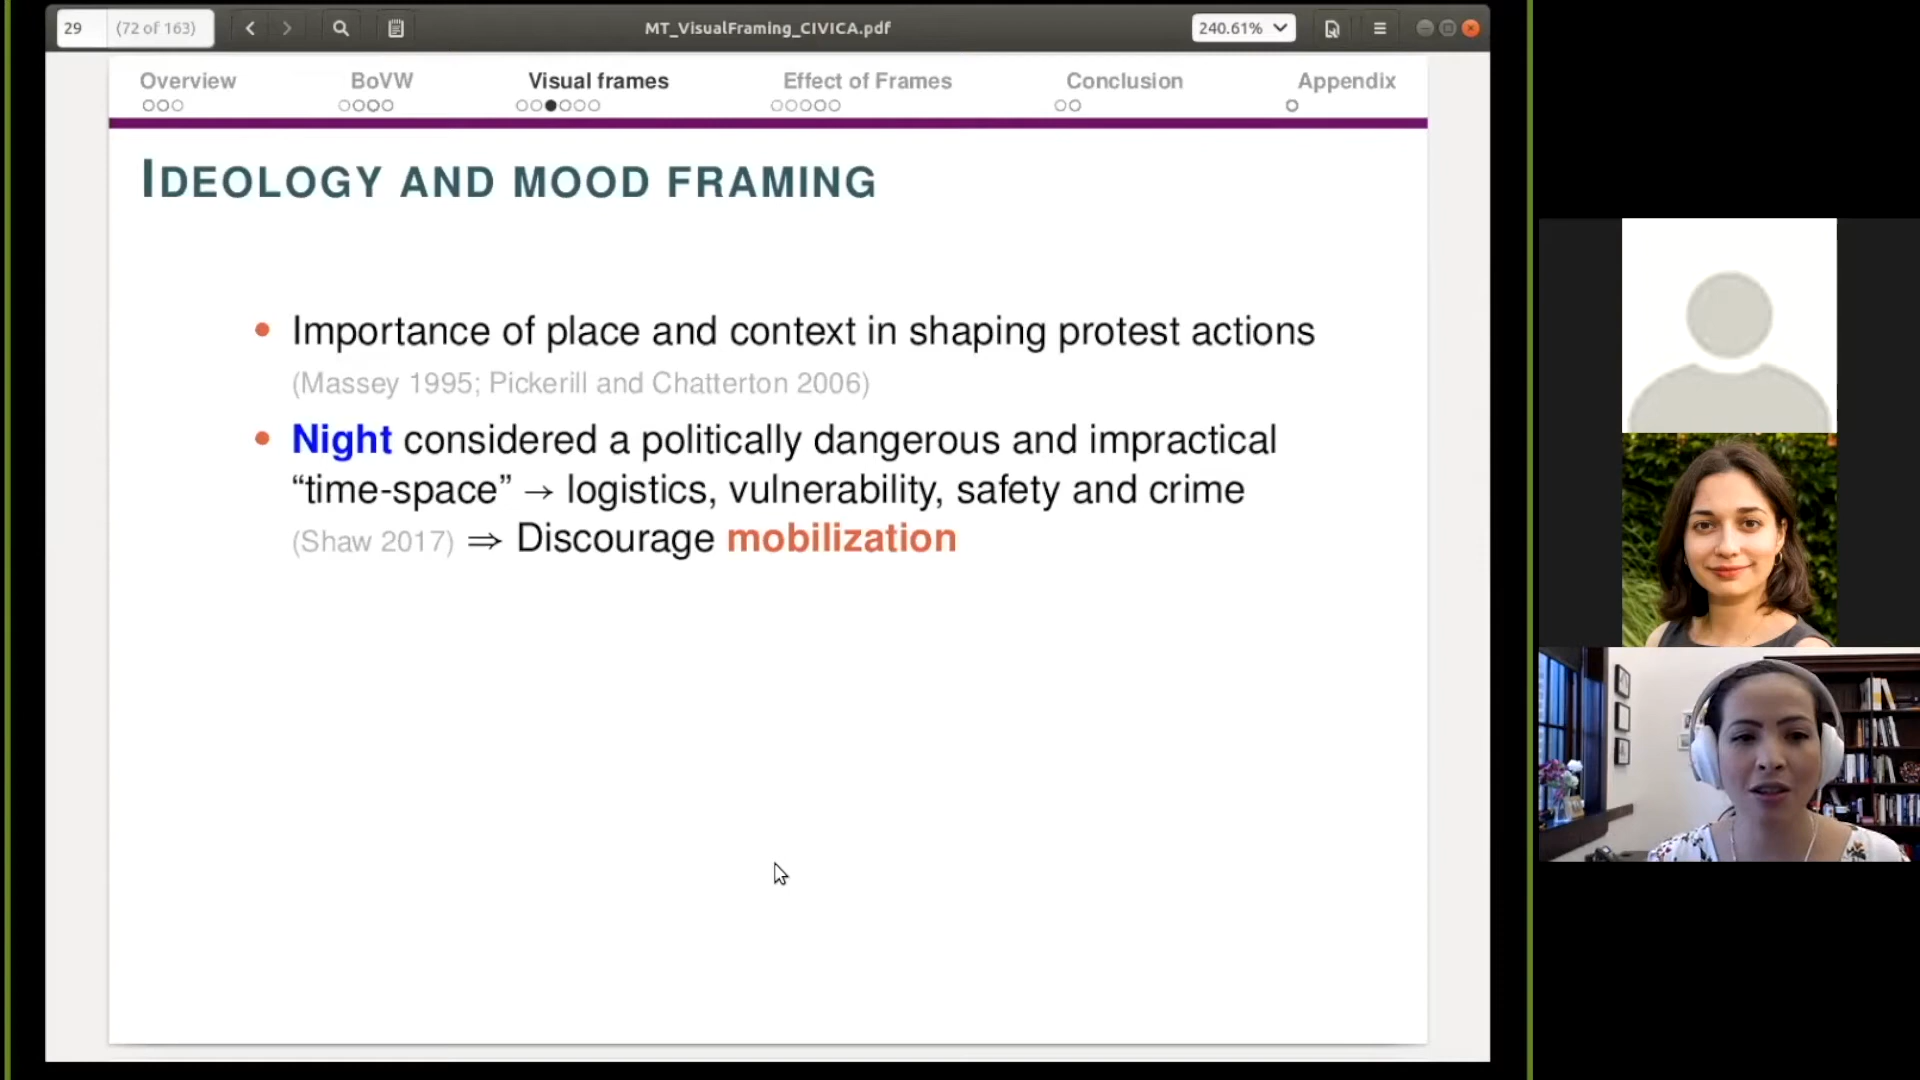 29 (72 of 163) MT_VisualFraming_CIVICA.pdf 240.61%
Overview BoVW Visual frames Effect of Frames Conclusion Appendix
IDEOLOGY AND MOOD FRAMING
• Importance of place and context in shaping protest actions
(Massey 1995; Pickerill and Chatterton 2006)
• Night considered a politically dangerous and impractical
“time-space” → logistics, vulnerability, safety and crime
(Shaw 2017) ⇒ Discourage mobilization